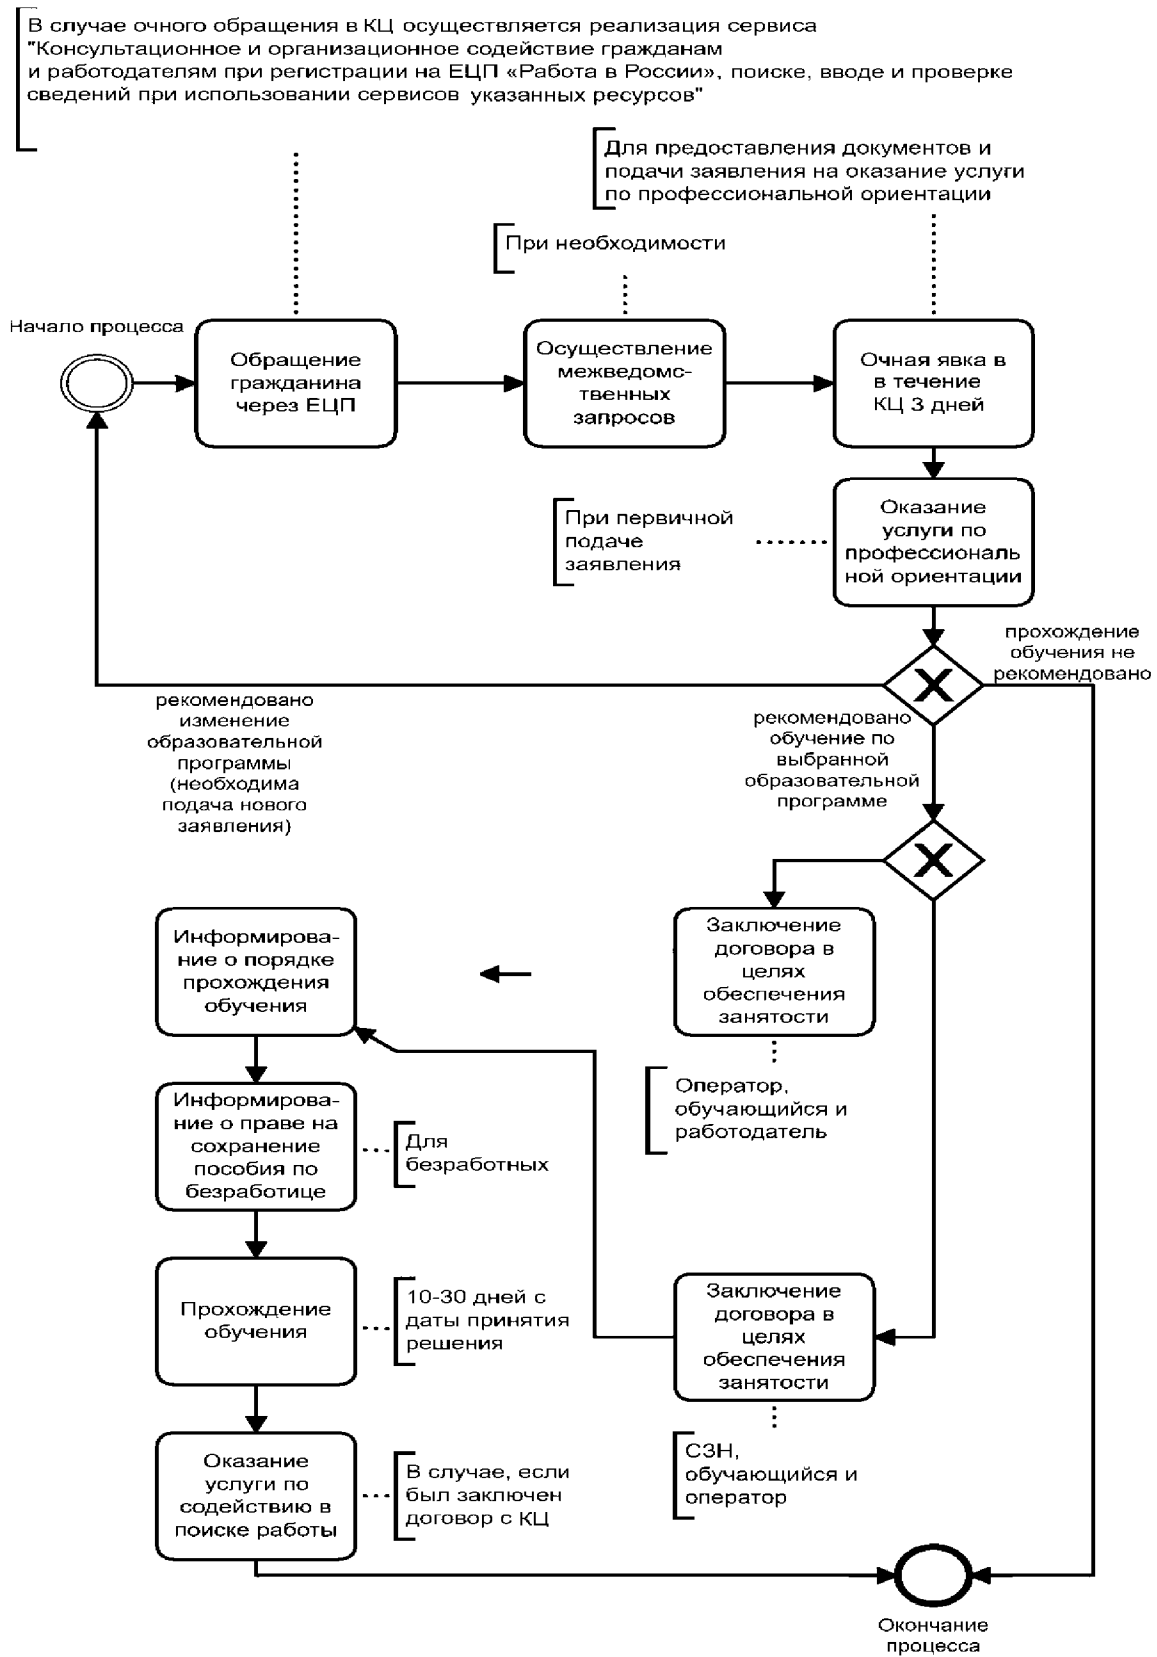 В случае очного обращения в КЦ осуществляется реализация сервиса
"Консультационное и организационное содействие гражданам
и работодателям при регистрации на ЕЦП «Работа в России», поиске, вводе и проверке
сведений при использовании сервисов указанных ресурсов"
Для предоставления документов и
подачи заявления на оказание услуги
по профессиональной ориентации
При необходимости
Начало процесса
Обращение
гражданина
через ЕЦП
Осуществление
межведомс-
твенных
запросов
Очная явка в
в течение
КЦ 3 дней
При первичной
подаче
заявления
Оказание
услуги по
профессиональ
ной ориентации
прохождение
обучения не
рекомендовано
рекомендовано
изменение
образовательной
программы
(необходима
подача нового
заявления)
рекомендовано
обучение по
выбранной
образовательной
программе
Информирова-
ние о порядке
прохождения
обучения
Заключение
договора в
целях
обеспечения
занятости
Оператор,
обучающийся и
работодатель
Информирова-
ние о праве на
сохранение
пособия по
безработице
Для
безработных
Прохождение
обучения
10-30 дней с
даты принятия
решения
Заключение
договора в
целях
обеспечения
занятости
СЗН,
обучающийся и
оператор
Оказание
услуги по
содействию в
поиске работы
В случае, если
был заключен
договор с КЦ
Окончание
процесса